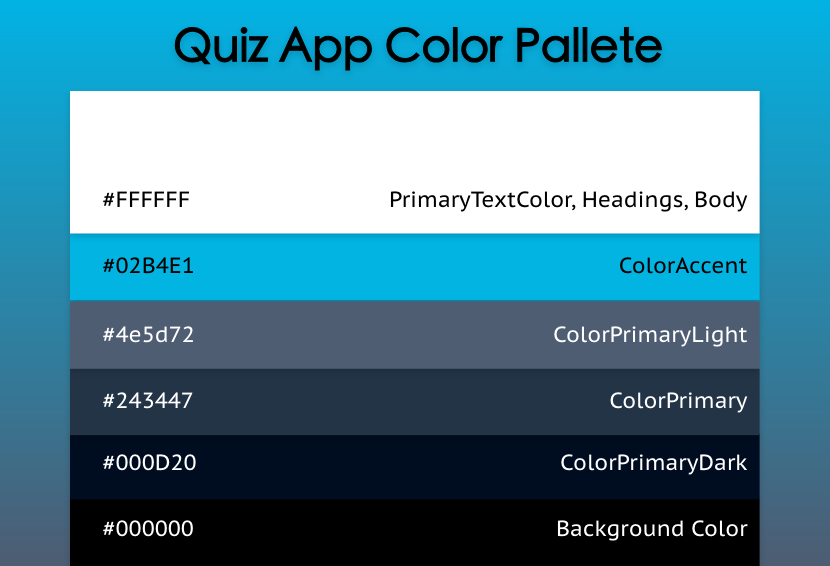 Quiz App Color Pallete
#FFFFFF PrimaryTextColor, Headings, Body
#02B4E1 ColorAccent
#4e5d72 ColorPrimaryLight
#243447 ColorPrimary
#000D20 ColorPrimaryDark
#000000 Background Color